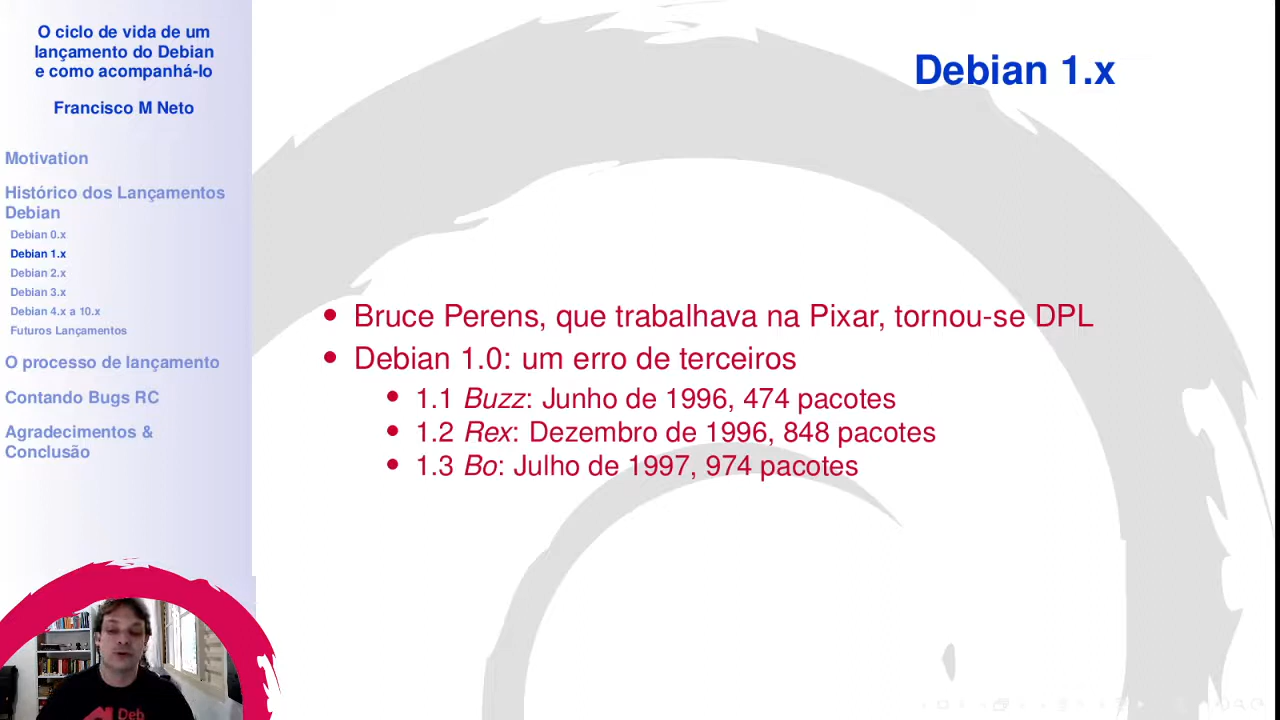 O ciclo de vida de um
lançamento do Debian
e como acompanhá-lo
Francisco M Neto
Motivation
Histórico dos Lançamentos
Debian
Debian 0.x
Debian 1.x
Debian 2.x
Debian 3.x
Debian 4.x a 10.x
Futuros Lançamentos
O processo de lançamento
Contando Bugs RC
Agradecimentos &
Conclusão
Debian 1.x
Bruce Perens, que trabalhava na Pixar, tornou-se DPL
Debian 1.0: um erro de terceiros
1.1 Buzz: Junho de 1996, 474 pacotes
1.2 Rex: Dezembro de 1996, 848 pacotes
1.3 Bo: Julho de 1997, 974 pacotes
Deb